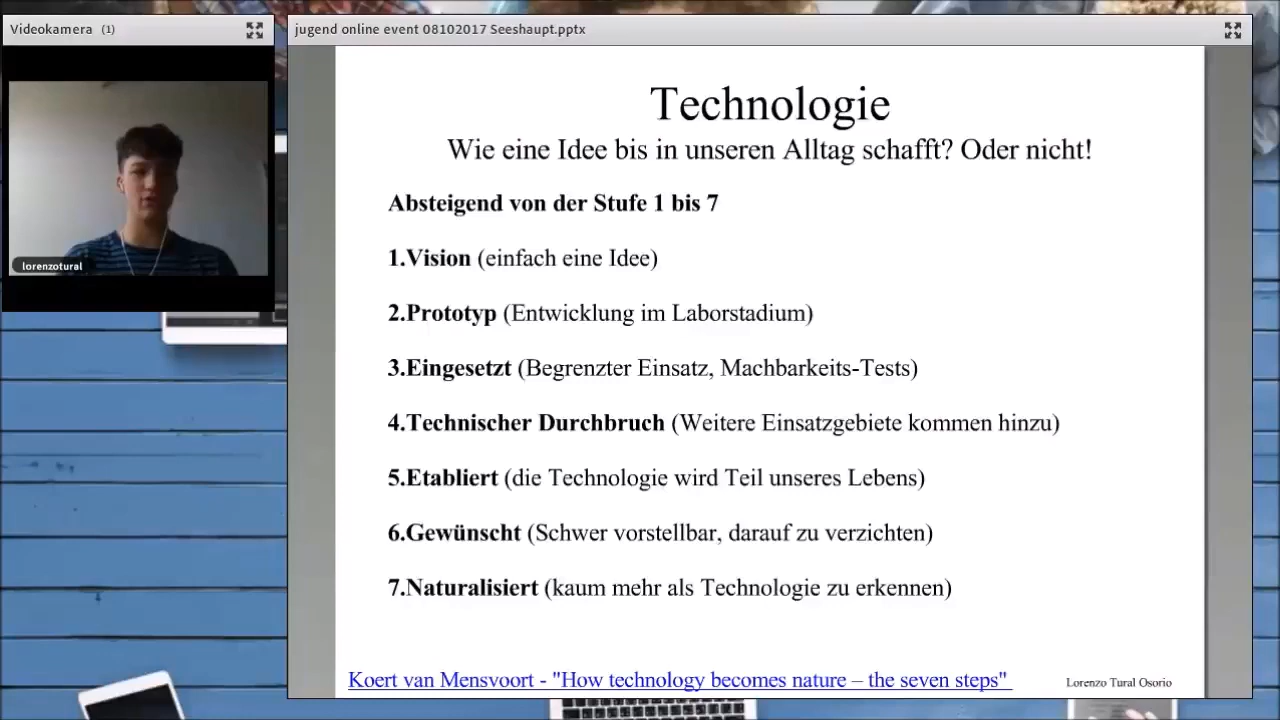 Videokamera (1)
jugend online event 08102017 Seeshaupt.pptx
lorenzotural
Technologie
Wie eine Idee bis in unseren Alltag schafft? Oder nicht!
Absteigend von der Stufe 1 bis 7
1.Vision (einfach eine Idee)
2.Prototyp (Entwicklung im Laborstadium)
3.Eingesetzt (Begrenzter Einsatz, Machbarkeits-Tests)
4.Technischer Durchbruch (Weitere Einsatzgebiete kommen hinzu)
5.Etabliert (die Technologie wird Teil unseres Lebens)
6.Gewünscht (Schwer vorstellbar, darauf zu verzichten)
7.Naturalisiert (kaum mehr als Technologie zu erkennen)
Koert van Mensvoort - "How technology becomes nature – the seven steps"
Lorenzo Tural Osorio